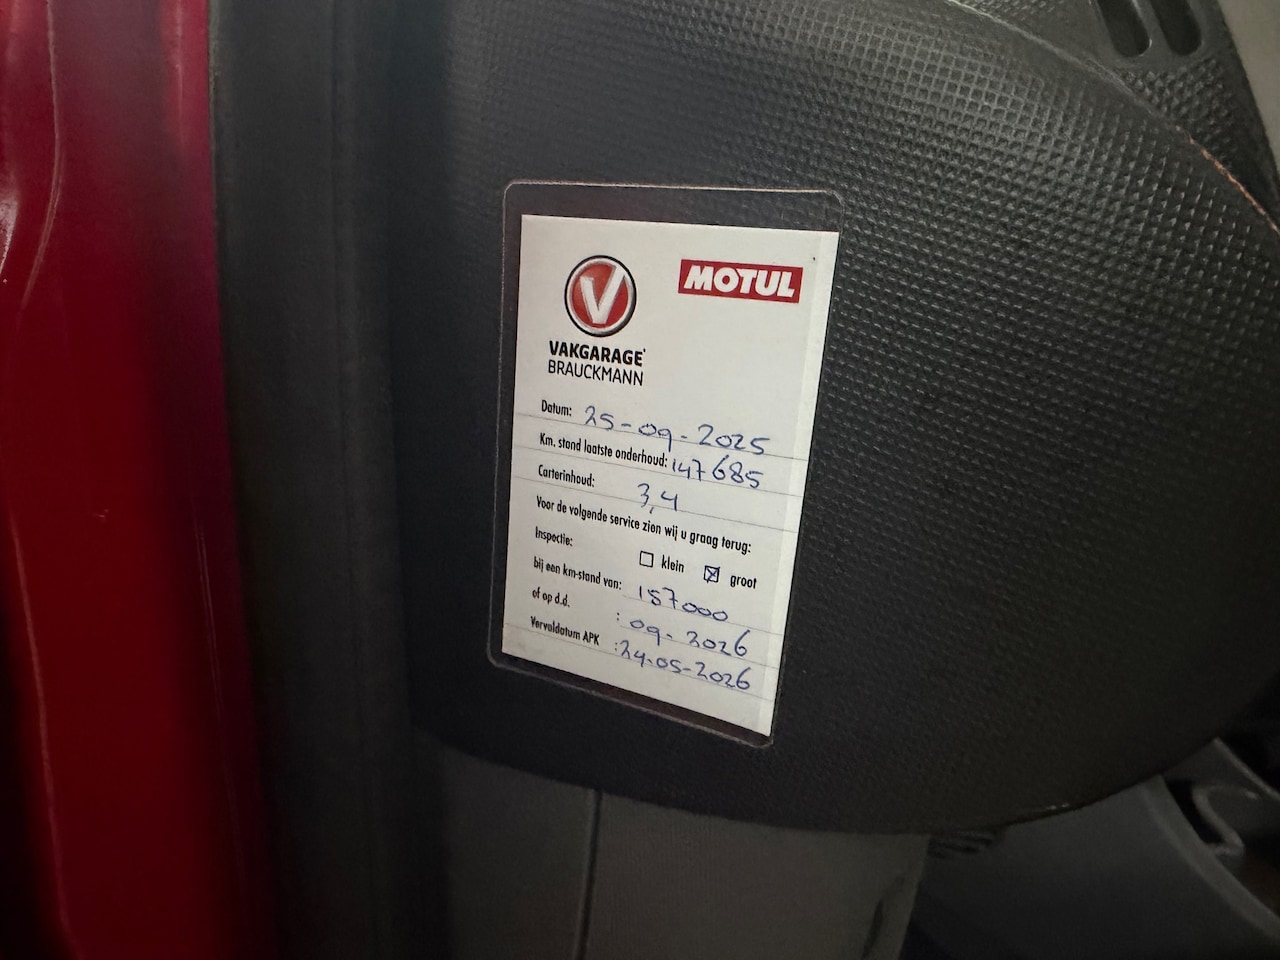 V
MOTUL
VAKGARAGE
BRAUCKMANN
Datum: 25-09-2025
Km. stand laatste onderhoud: 147685
Carterinhoud: 3,4
Voor de volgende service zien wij u graag terug:
Inspectie: ☐ klein ☒ groot
bij een km-stand van: 157000
of op d.d. : 09-2026
Vervaldatum APK : 24-05-2026